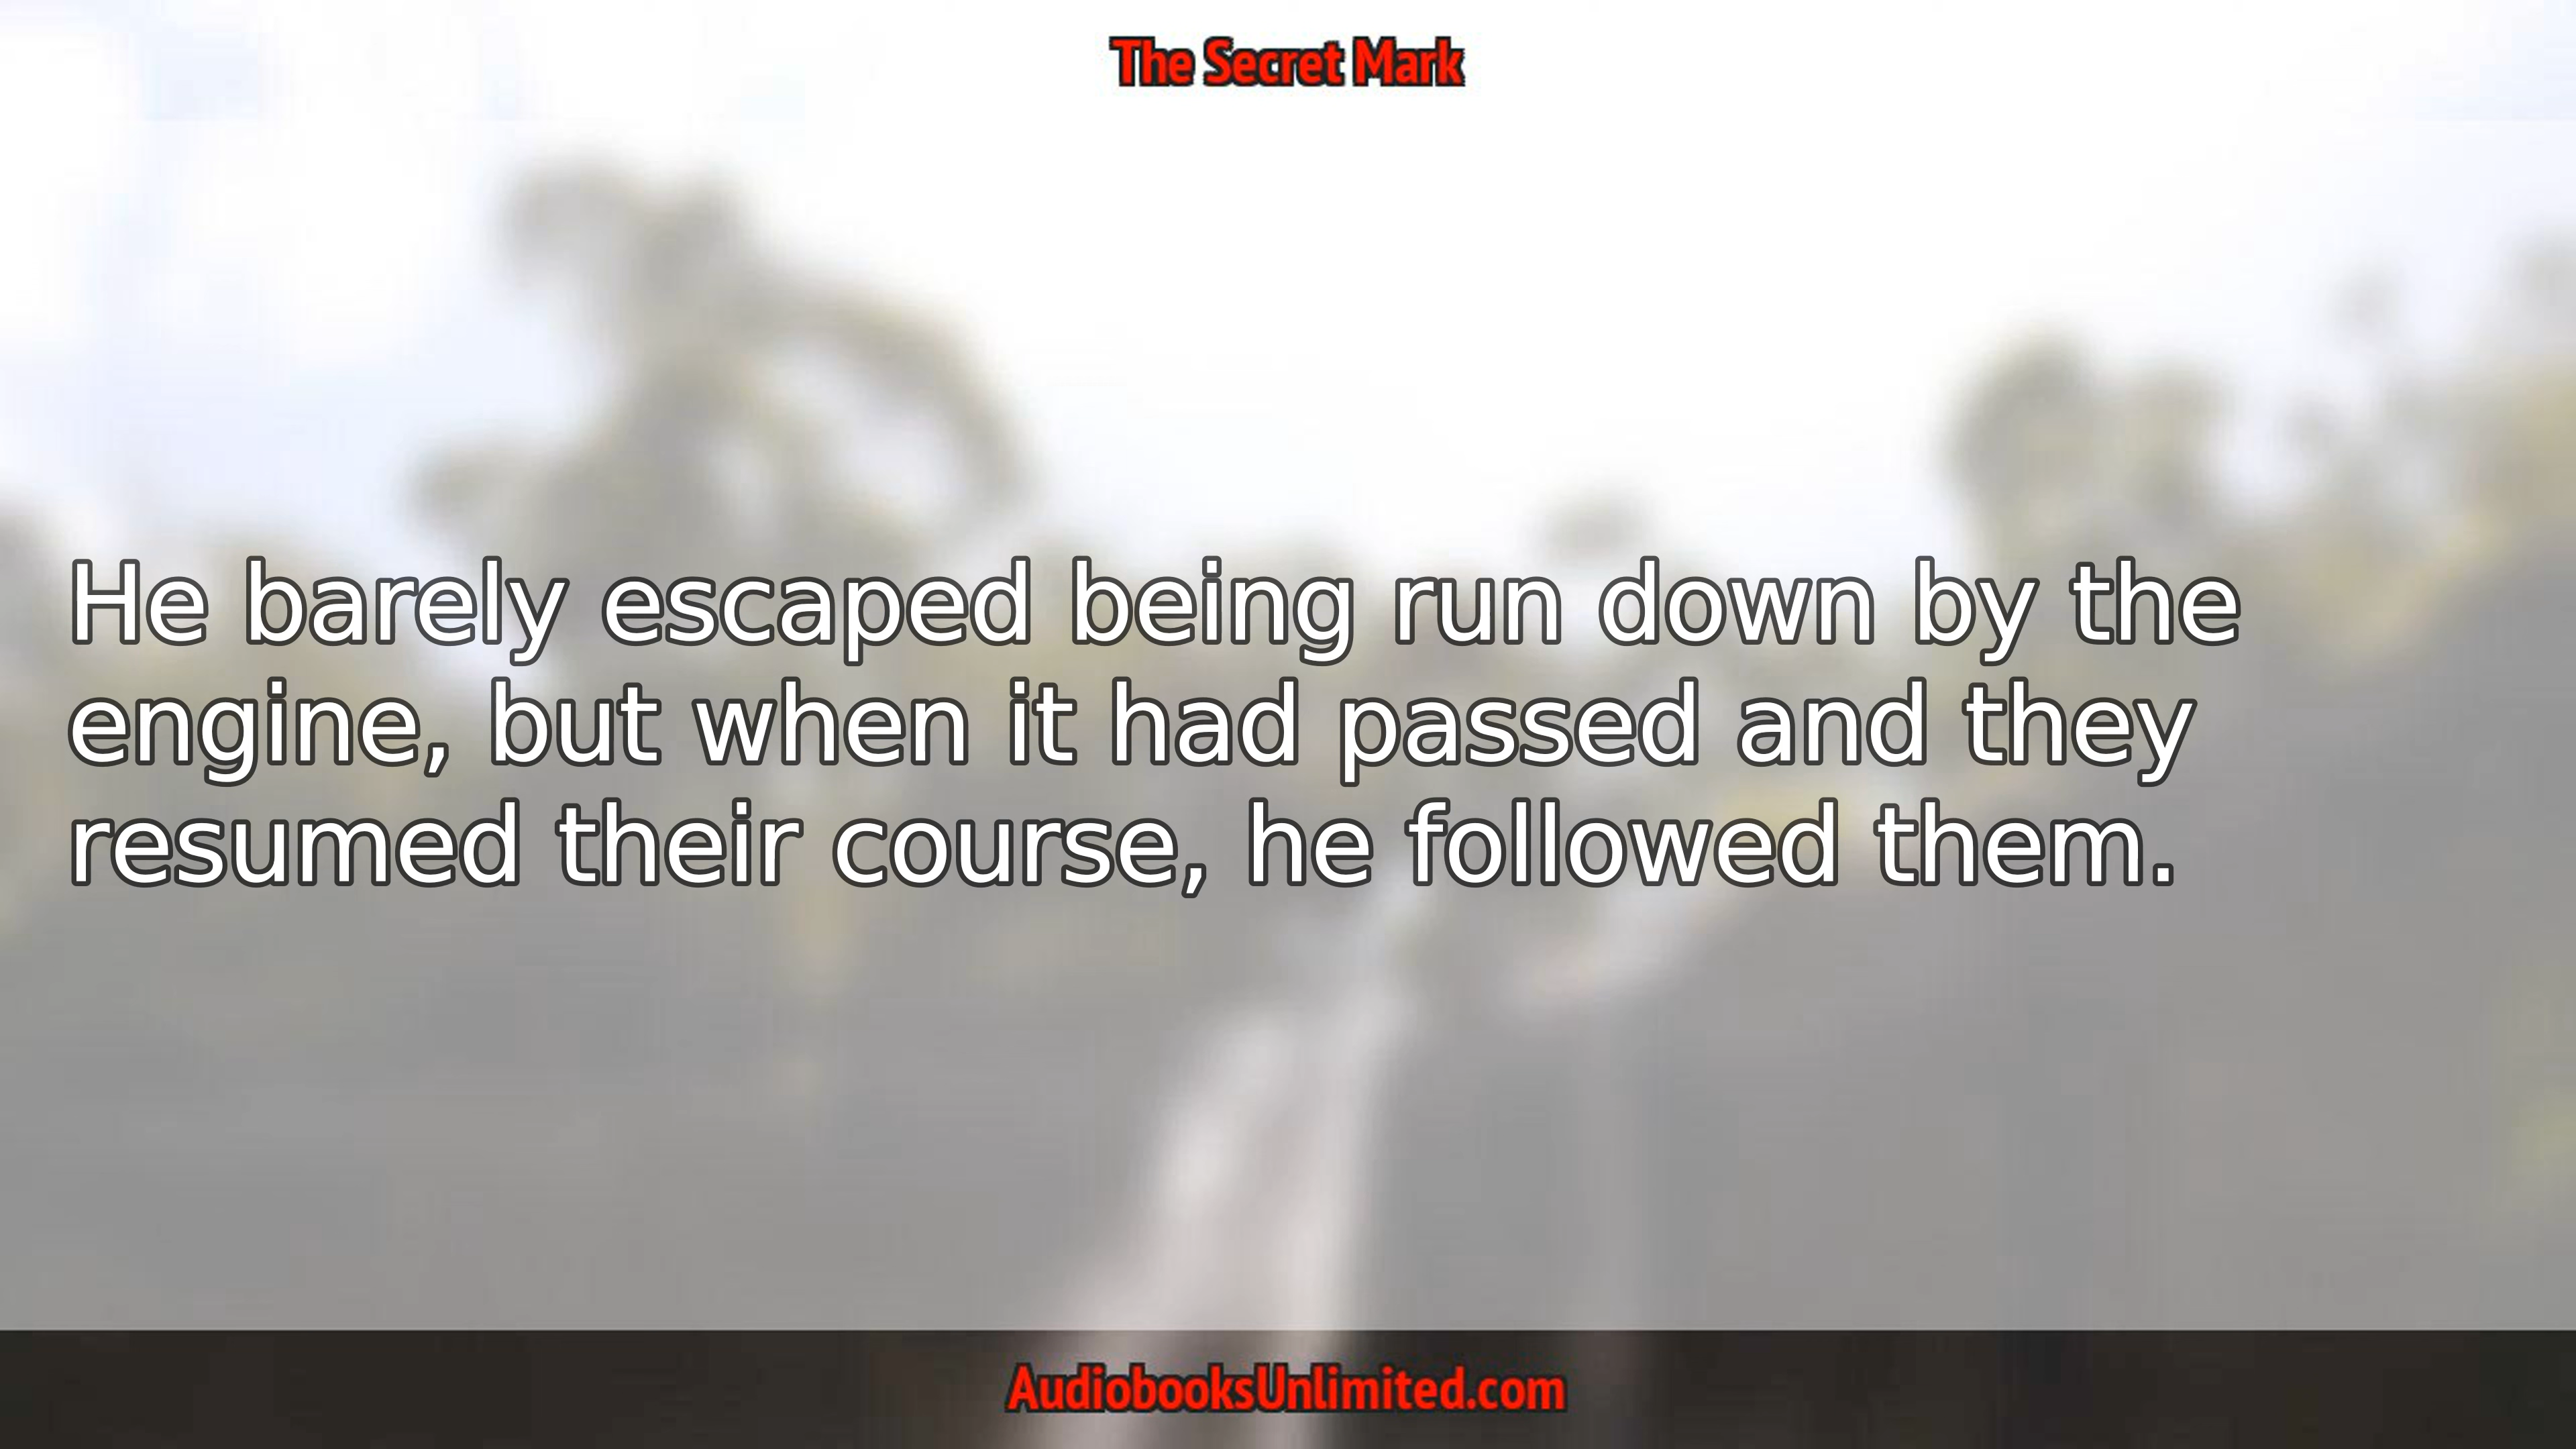 The Secret Mark
He barely escaped being run down by the
engine, but when it had passed and they
resumed their course, he followed them.
AudiobooksUnlimited.com